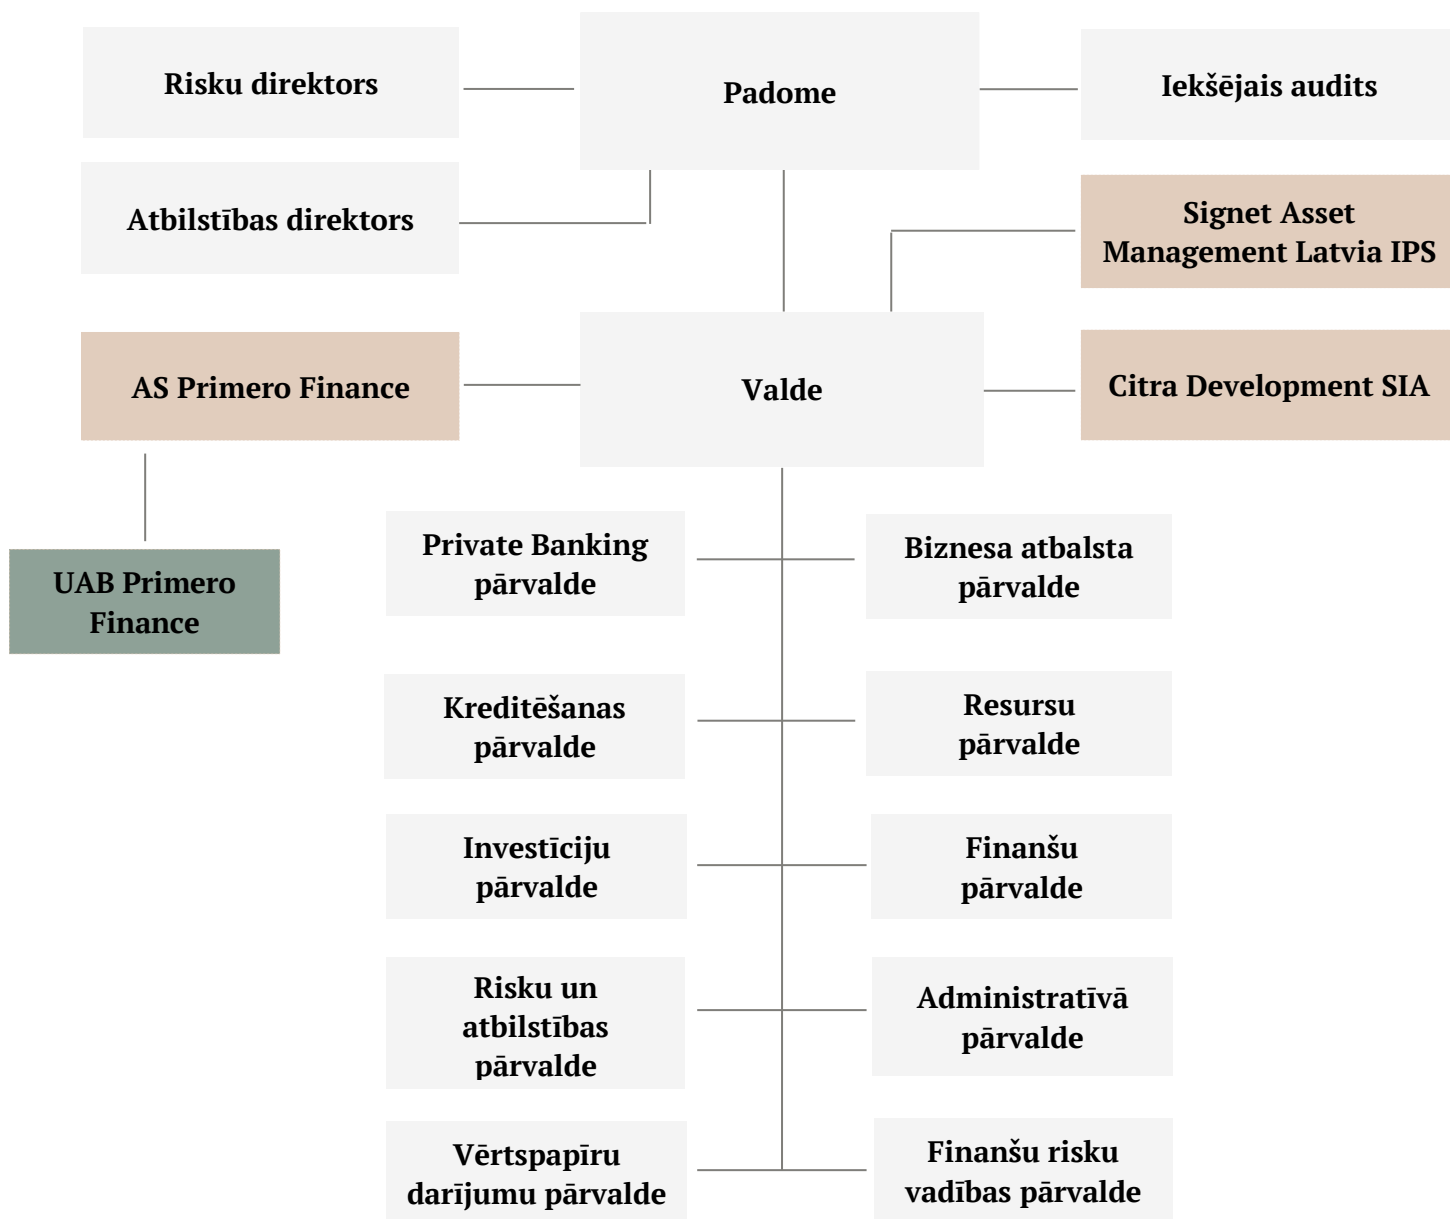 Risku direktors
Padome
Iekšējais audits
Atbilstības direktors
Signet Asset
Management Latvia IPS
AS Primero Finance
Valde
Citra Development SIA
UAB Primero
Finance
Private Banking
pārvalde
Biznesa atbalsta
pārvalde
Kreditēšanas
pārvalde
Resursu
pārvalde
Investīciju
pārvalde
Finanšu
pārvalde
Risku un
atbilstības
pārvalde
Administratīvā
pārvalde
Vērtspapīru
darījumu pārvalde
Finanšu risku
vadības pārvalde